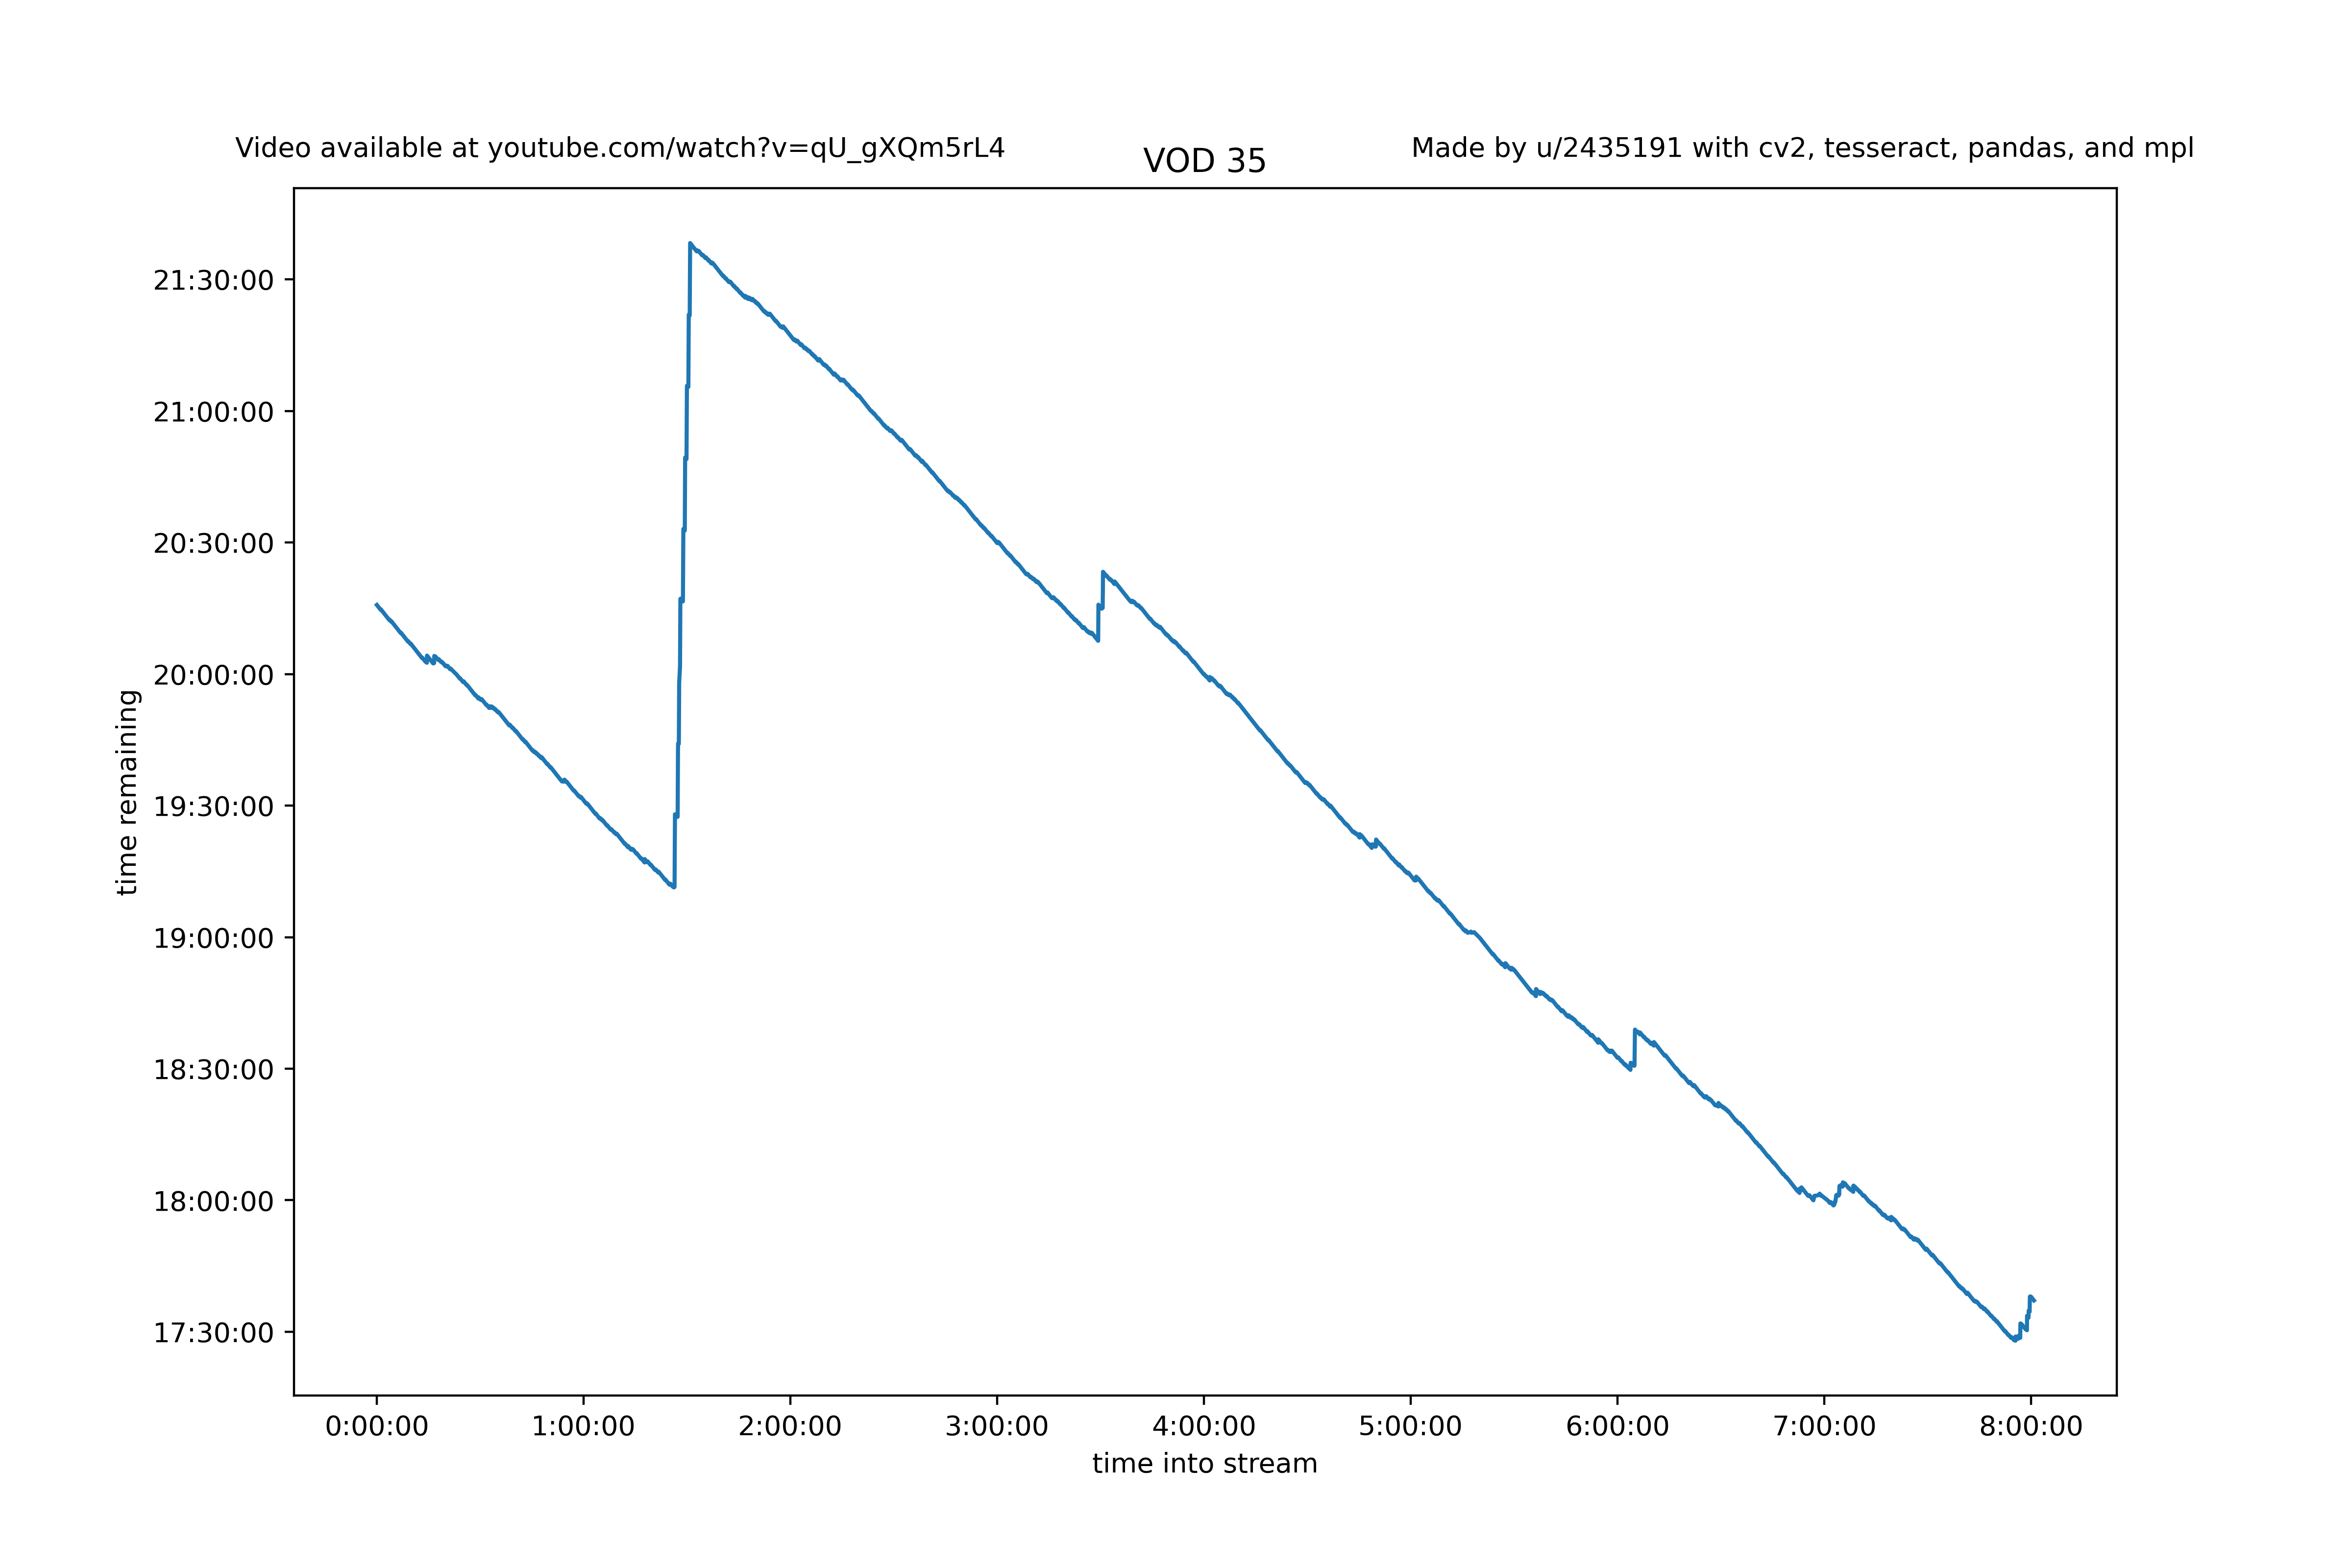 Video available at youtube.com/watch?v=qU_gXQm5rL4
VOD 35
Made by u/2435191 with cv2, tesseract, pandas, and mpl
time remaining
21:30:00
21:00:00
20:30:00
20:00:00
19:30:00
19:00:00
18:30:00
18:00:00
17:30:00
0:00:00 1:00:00 2:00:00 3:00:00 4:00:00 5:00:00 6:00:00 7:00:00 8:00:00
time into stream